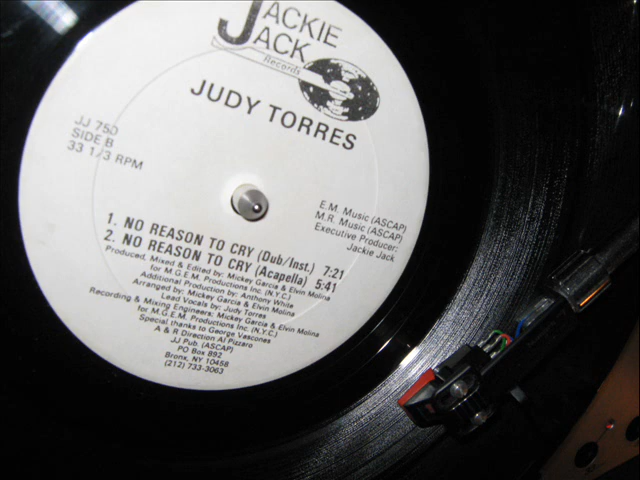 JACKIE
JACK
Records
JUDY TORRES
JJ 750
SIDE B
33 1/3 RPM
E.M. Music (ASCAP)
M.R. Music (ASCAP)
Executive Producer:
Jackie Jack
1. NO REASON TO CRY (Dub/Inst.) 7:21
2. NO REASON TO CRY (Acapella) 5:41
Produced, Mixed & Edited by: Mickey Garcia & Elvin Molina
for M.G.E.M. Productions Inc. (N.Y.C.)
Additional Production by: Anthony White
Arranged by: Mickey Garcia & Elvin Molina
Lead Vocals by: Judy Torres
Recording & Mixing Engineers: Mickey Garcia & Elvin Molina
for M.G.E.M. Productions Inc. (N.Y.C.)
Special thanks to George Vascones
A & R Direction Al Pizzaro
JJ Pub. (ASCAP)
PO Box 892
Bronx, NY 10458
(212) 733-3063